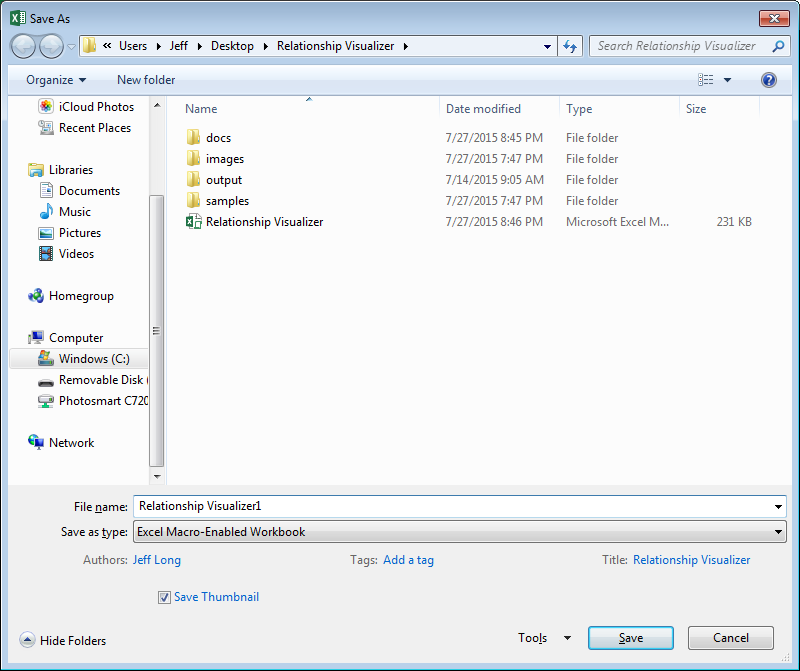 Save As
« Users Jeff Desktop Relationship Visualizer Search Relationship Visualizer
Organize New folder
Name Date modified Type Size
iCloud Photos
Recent Places
Libraries
Documents
Music
Pictures
Videos
Homegroup
Computer
Windows (C:)
Removable Disk (
Photosmart C720
Network
docs 7/27/2015 8:45 PM File folder
images 7/27/2015 7:47 PM File folder
output 7/14/2015 9:05 AM File folder
samples 7/27/2015 7:47 PM File folder
Relationship Visualizer 7/27/2015 8:46 PM Microsoft Excel M... 231 KB
File name: Relationship Visualizer1
Save as type: Excel Macro-Enabled Workbook
Authors: Jeff Long Tags: Add a tag Title: Relationship Visualizer
Save Thumbnail
Hide Folders Tools Save Cancel